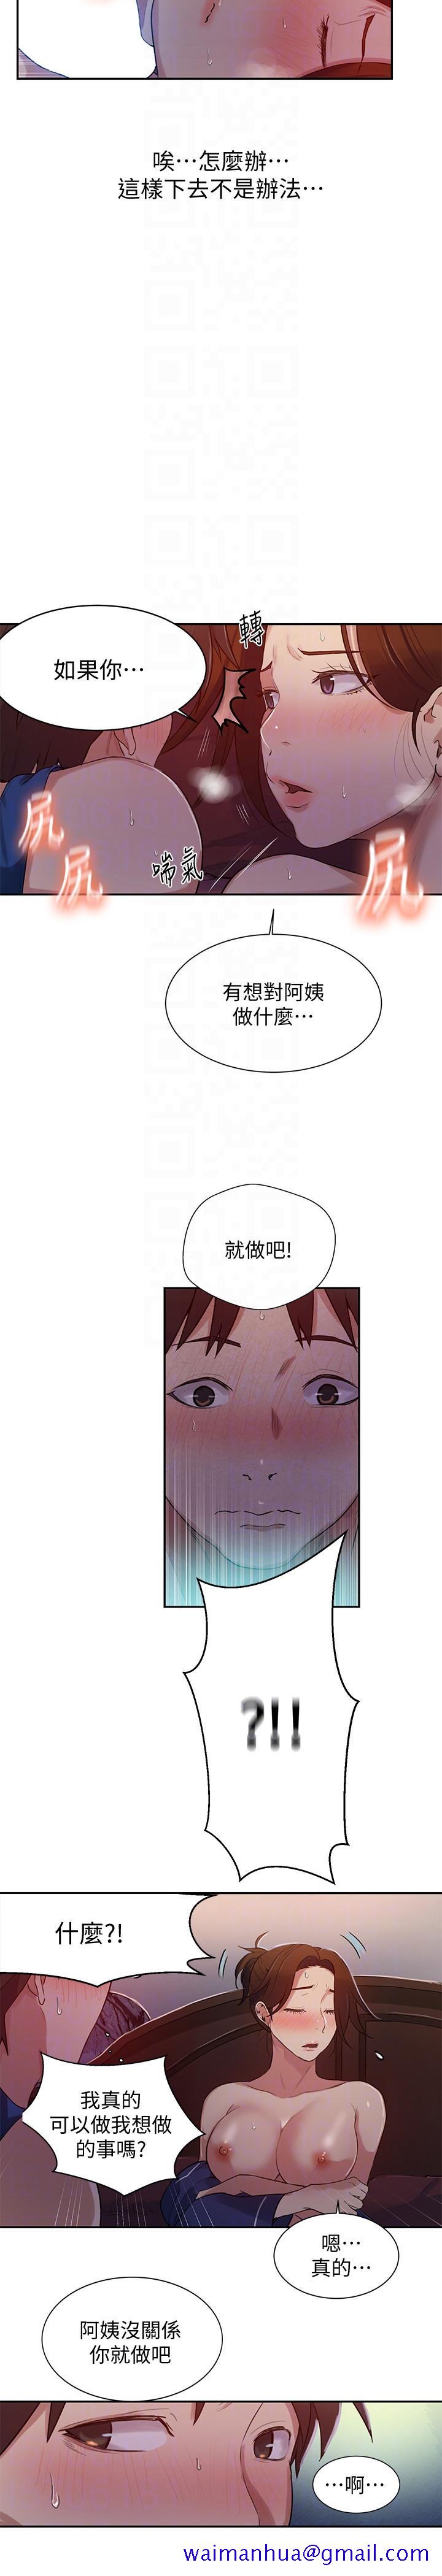 唉⋯怎麼辦⋯
這樣下去不是辦法⋯
轉
如果你⋯
尻
尻
喘氣
尻
有想對阿姨
做什麼⋯
就做吧!
?!!
什麼?!
我真的
可以做我想做
的事嗎?
嗯⋯
真的⋯
阿姨沒關係
你就做吧
⋯啊⋯
waimanhua@gmail.com